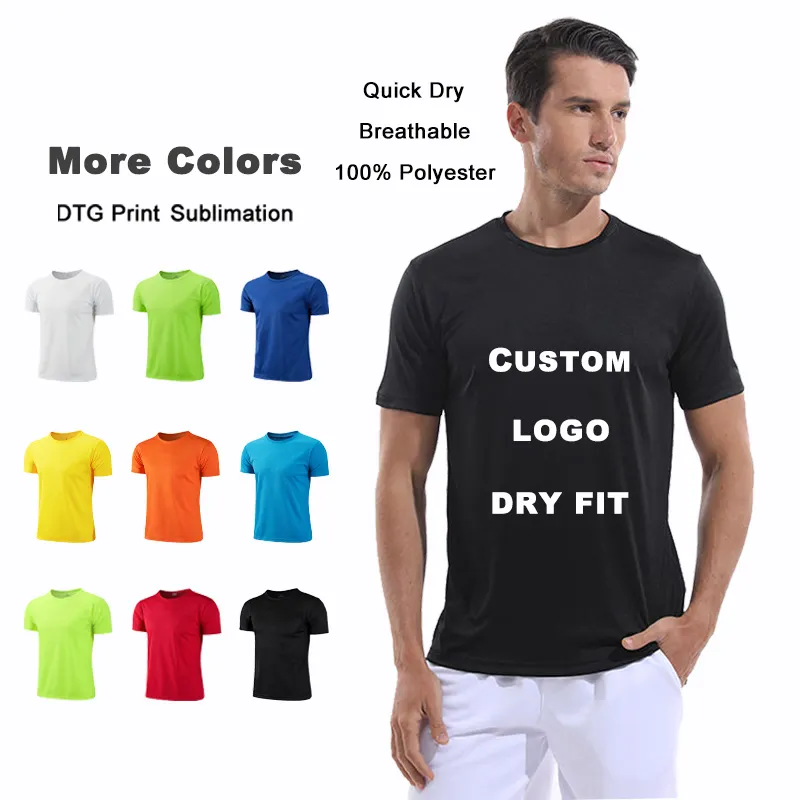 Quick Dry
Breathable
100% Polyester
More Colors
DTG Print Sublimation
CUSTOM
LOGO
DRY FIT